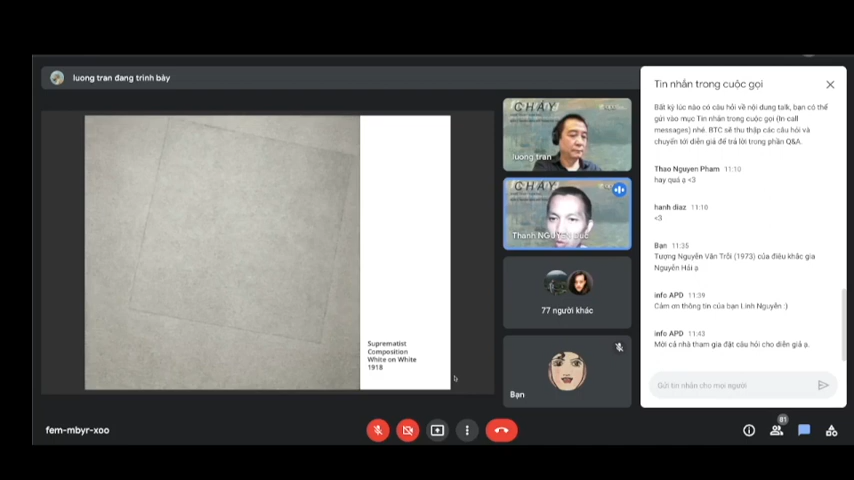 luong tran đang trình bày
Suprematist
Composition
White on White
1918
CHẢY
luong tran
CHẢY
Thanh NGU
77 người khác
Bạn
Tin nhắn trong cuộc gọi
Bất kỳ lúc nào có câu hỏi về nội dung talk, bạn có thể
gửi vào mục Tin nhắn trong cuộc gọi (In call
messages) nhé. BTC sẽ thu thập các câu hỏi và
chuyển tới diễn giả để trả lời trong phần Q&A.
Thao Nguyen Pham 11:10
hay quá ạ <3
hanh diaz 11:10
<3
Bạn 11:35
Tượng Nguyễn Văn Trỗi (1973) của điêu khắc gia
Nguyễn Hải ạ
info APD 11:39
Cảm ơn thông tin của bạn Linh Nguyễn :)
info APD 11:43
Mời cả nhà tham gia đặt câu hỏi cho diễn giả ạ.
Gửi tin nhắn cho mọi người
fem-mbyr-xoo
81